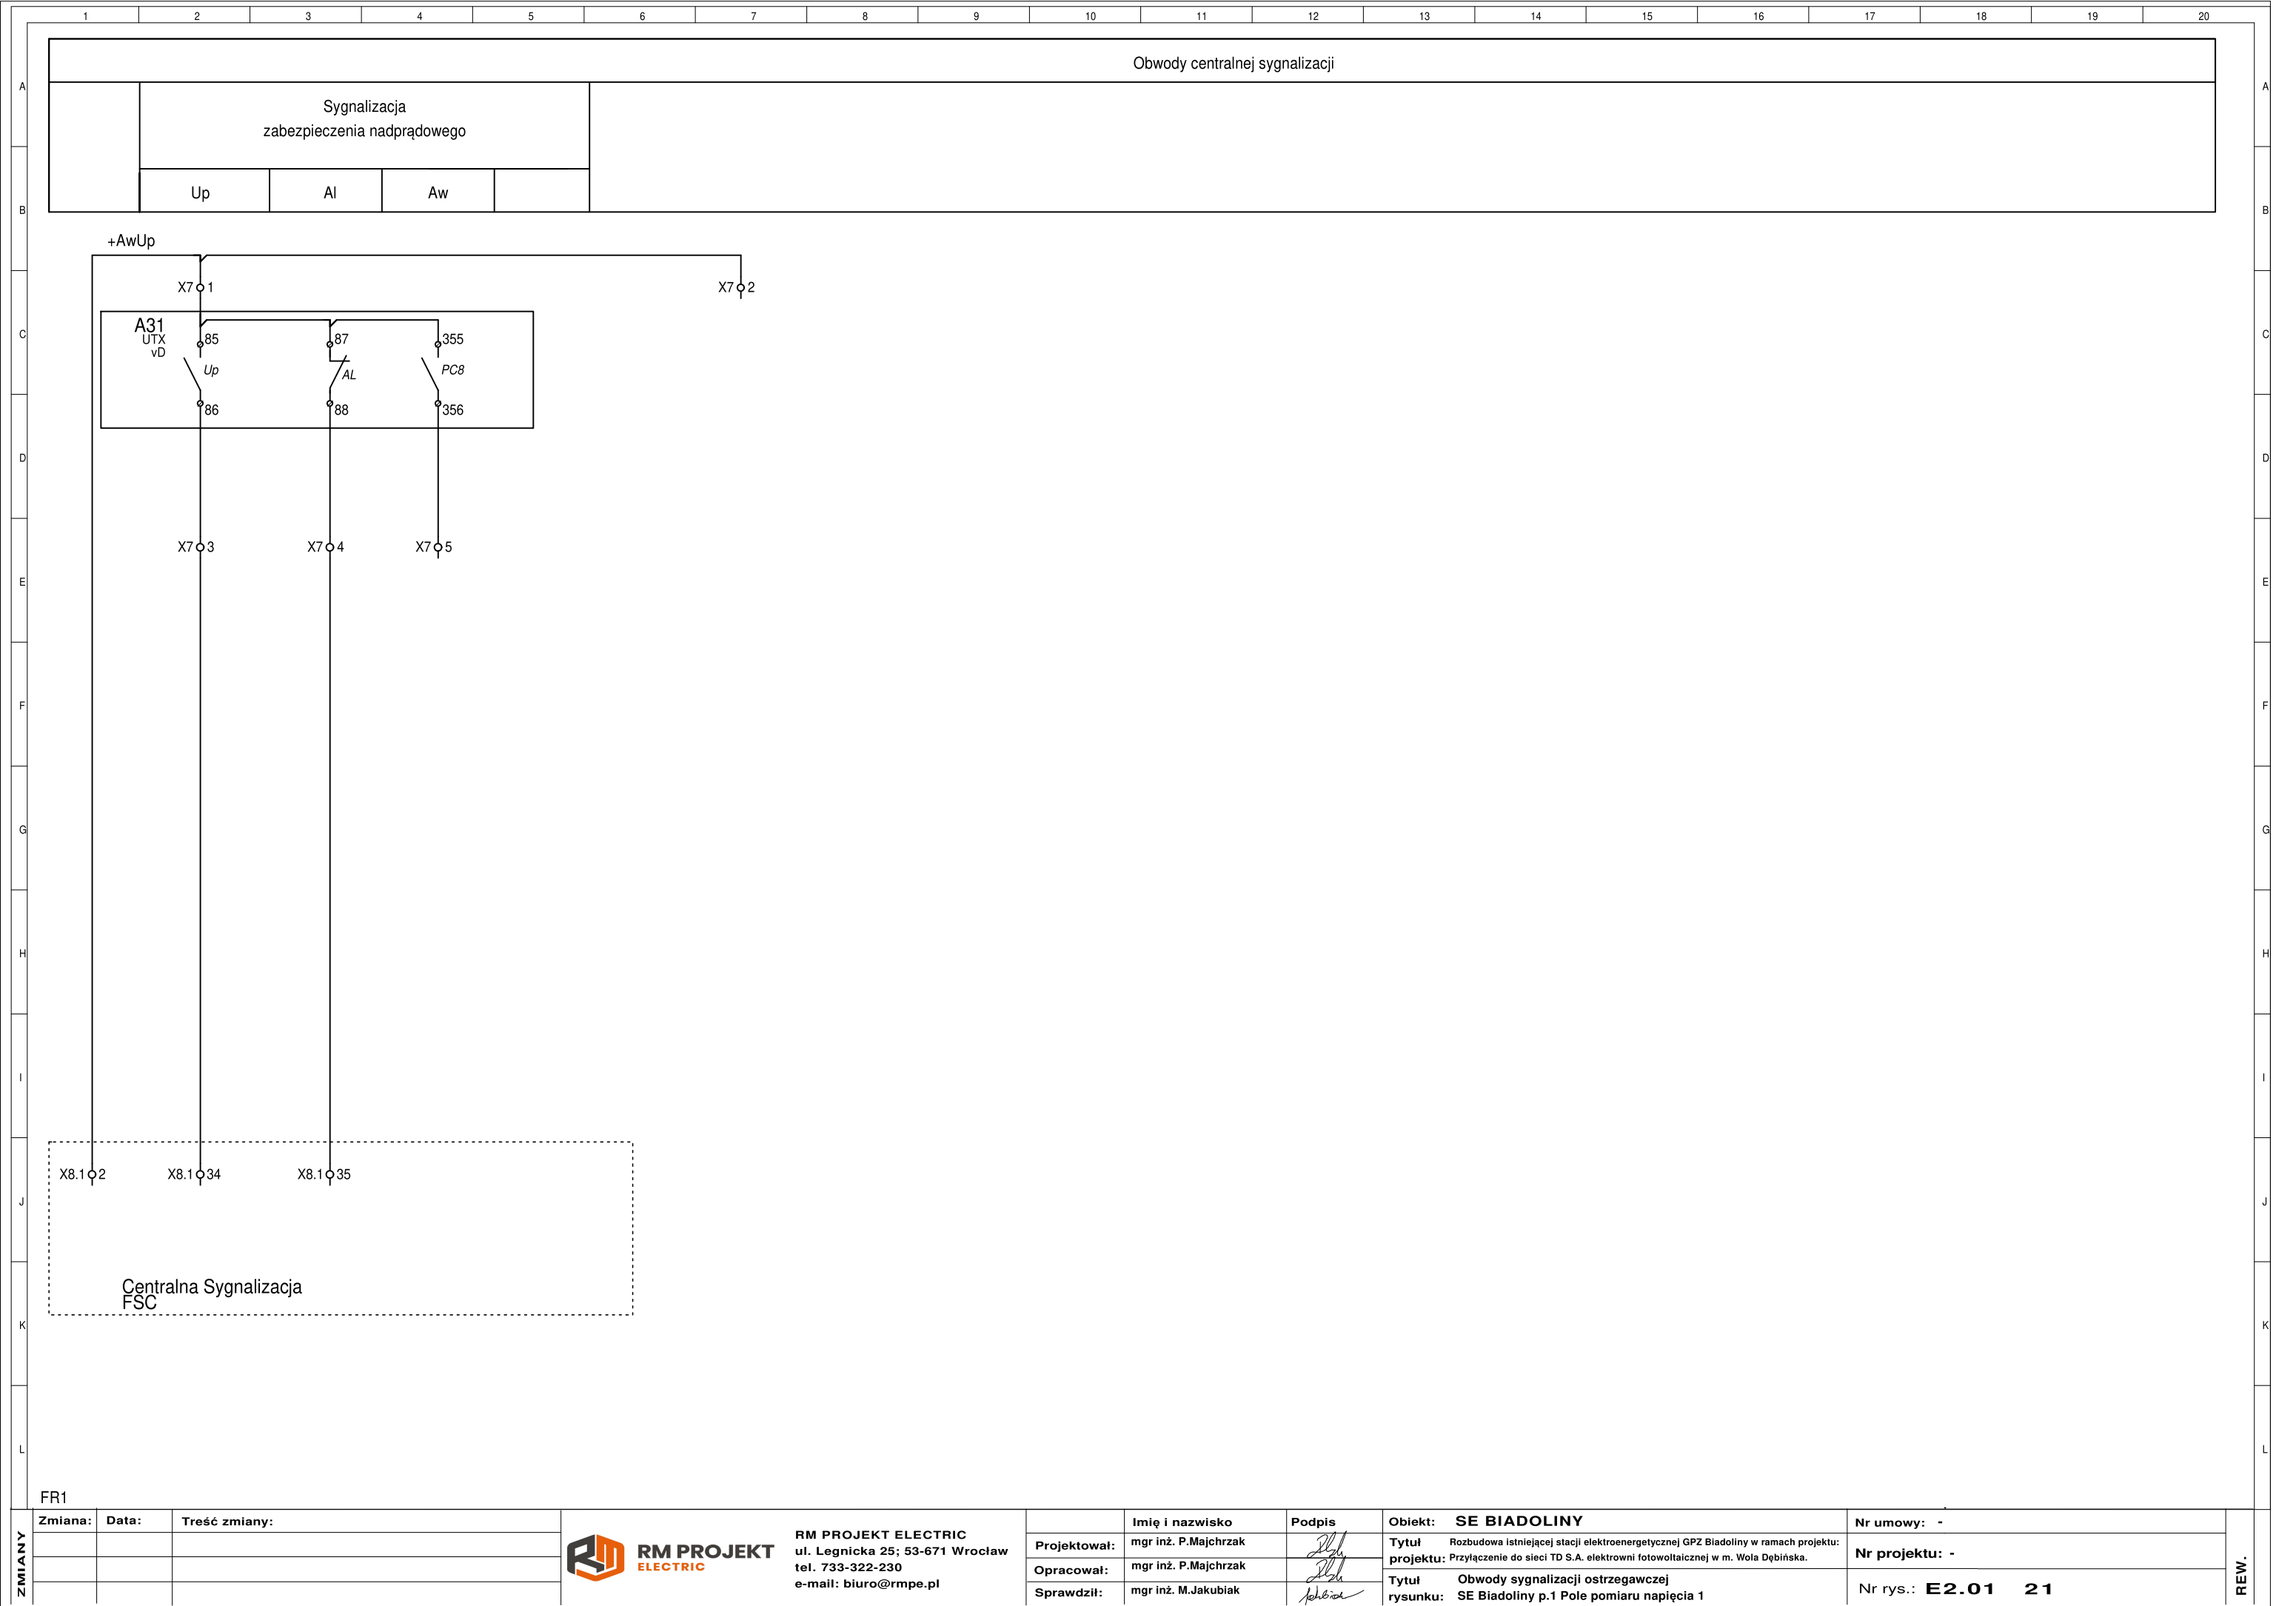 1 2 3 4 5 6 7 8 9 10 11 12 13 14 15 16 17 18 19 20
Obwody centralnej sygnalizacji
A A
Sygnalizacja
zabezpieczenia nadprądowego
Up Al Aw
B B
+AwUp
X7 1 X7 2
C C
A31
UTX
vD
85 87 355
Up AL PC8
86 88 356
D D
X7 3 X7 4 X7 5
E E
F F
G G
H H
I I
X8.1 2 X8.1 34 X8.1 35
J J
Centralna Sygnalizacja
FSC
K K
L L
FR1
ZMIANY
Zmiana: Data: Treść zmiany:
RM PROJEKT
ELECTRIC
RM PROJEKT ELECTRIC
ul. Legnicka 25; 53-671 Wrocław
tel. 733-322-230
e-mail: biuro@rmpe.pl
Imię i nazwisko Podpis
Projektował: mgr inż. P.Majchrzak
Opracował: mgr inż. P.Majchrzak
Sprawdził: mgr inż. M.Jakubiak
Obiekt: SE BIADOLINY
Tytuł projektu: Rozbudowa istniejącej stacji elektroenergetycznej GPZ Biadoliny w ramach projektu:
Przyłączenie do sieci TD S.A. elektrowni fotowoltaicznej w m. Wola Dębińska.
Tytuł rysunku: Obwody sygnalizacji ostrzegawczej
SE Biadoliny p.1 Pole pomiaru napięcia 1
Nr umowy: -
Nr projektu: -
Nr rys.: E2.01 21
REW.